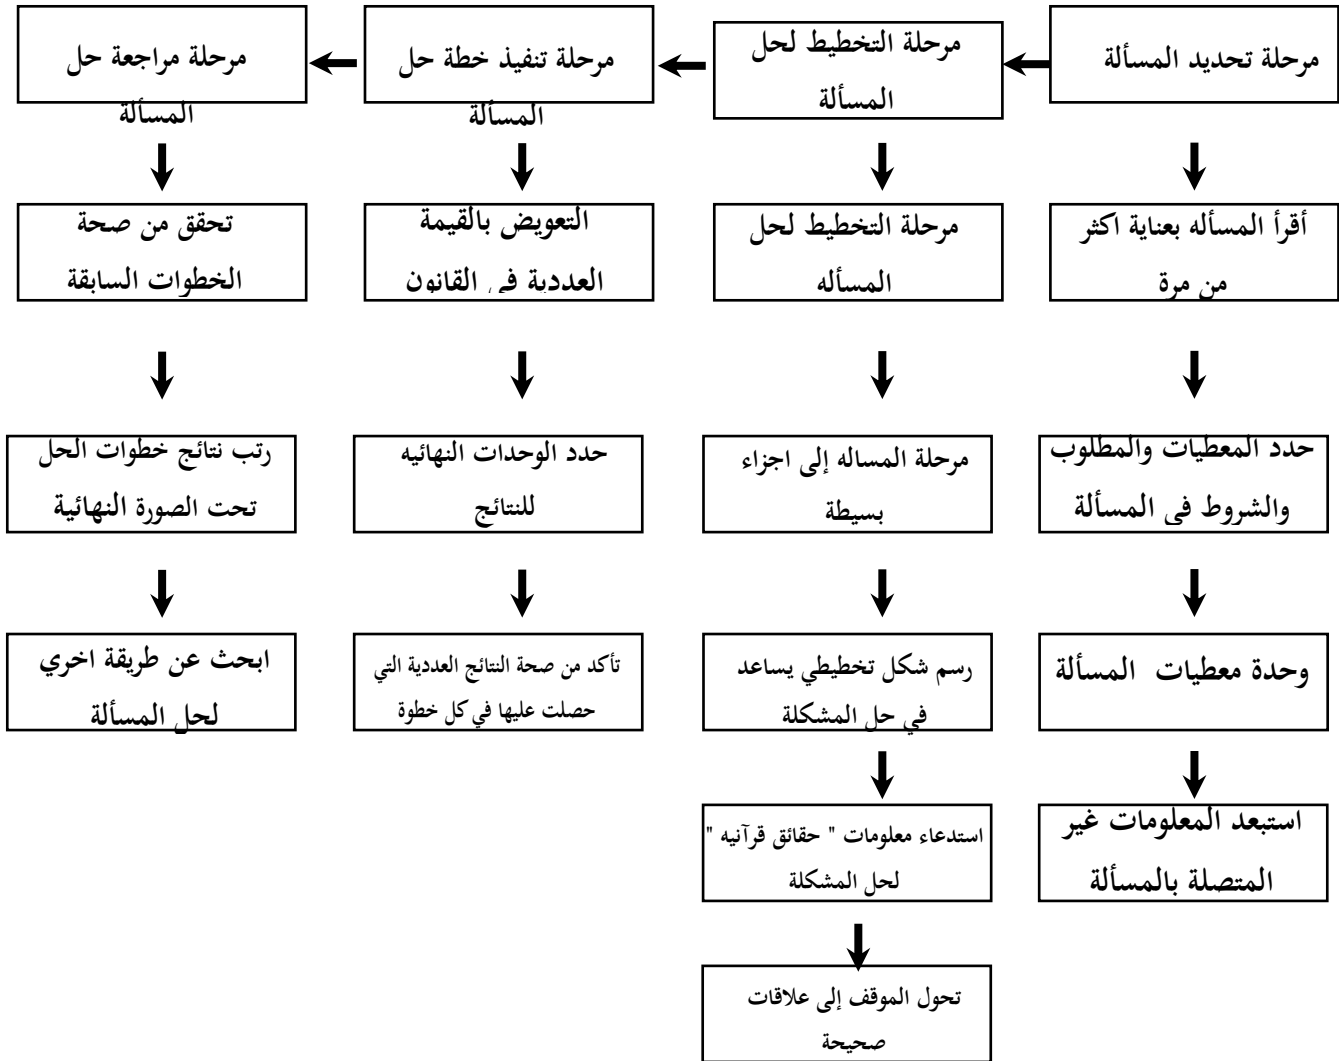 مرحلة تحديد المسألة
مرحلة التخطيط لحل
المسألة
مرحلة تنفيذ خطة حل
المسألة
مرحلة مراجعة حل
المسألة
أقرأ المسأله بعناية اكثر
من مرة
مرحلة التخطيط لحل
المسأله
التعويض بالقيمة
العددية في القانون
تحقق من صحة
الخطوات السابقة
حدد المعطيات والمطلوب
والشروط في المسألة
مرحلة المساله إلى اجزاء
بسيطة
حدد الوحدات النهائيه
للنتائج
رتب نتائج خطوات الحل
تحت الصورة النهائية
وحدة معطيات المسألة
رسم شكل تخطيطي يساعد
في حل المشكلة
تأكد من صحة النتائج العددية التي
حصلت عليها في كل خطوة
ابحث عن طريقة اخري
لحل المسألة
استبعد المعلومات غير
المتصلة بالمسألة
استدعاء معلومات " حقائق قرآنيه "
لحل المشكلة
تحول الموقف إلى علاقات
صحيحة